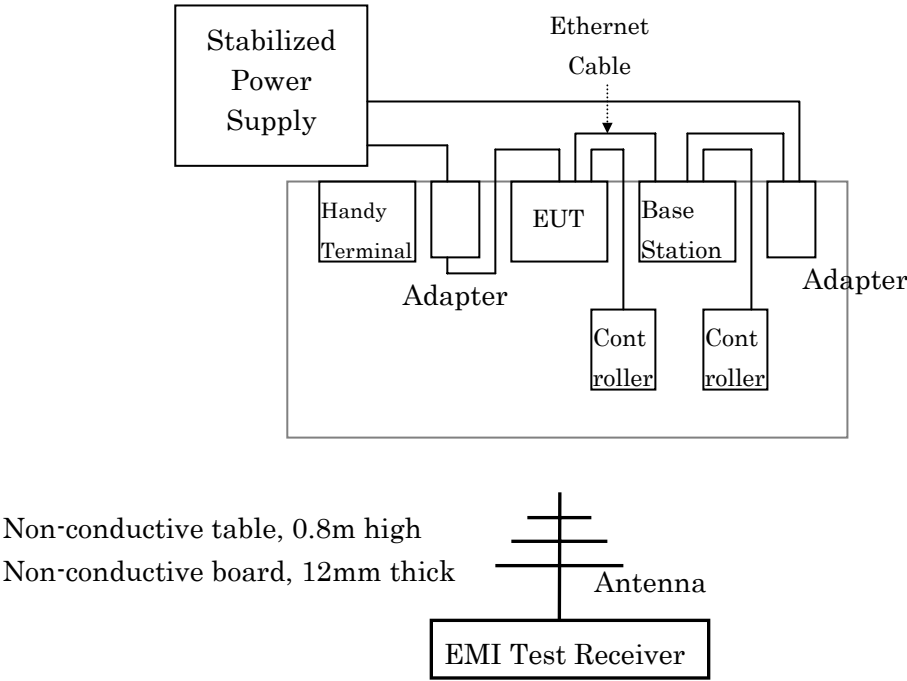 Stabilized
Power
Supply
Ethernet
Cable
Handy
Terminal
EUT
Base
Station
Adapter
Adapter
Cont
roller
Cont
roller
Non-conductive table, 0.8m high
Non-conductive board, 12mm thick
Antenna
EMI Test Receiver